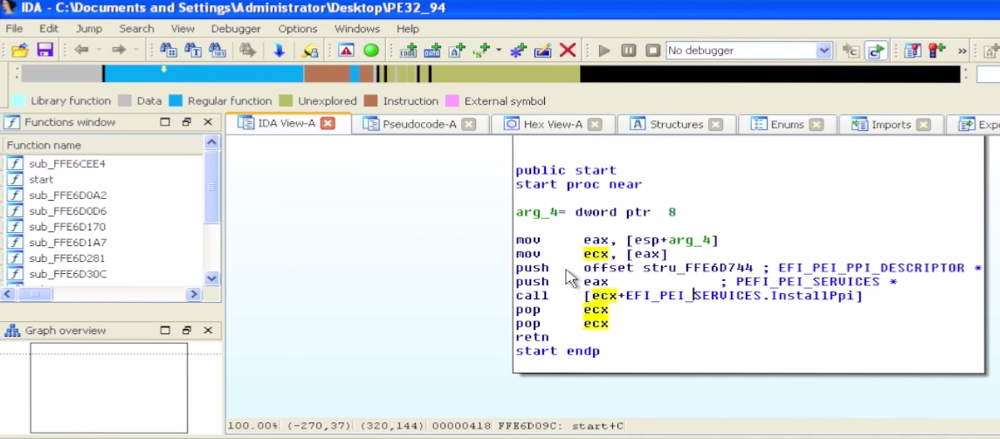 IDA - C:\Documents and Settings\Administrator\Desktop\PE32_94
File Edit Jump Search View Debugger Options Windows Help
No debugger
Library function Data Regular function Unexplored Instruction External symbol
Functions window
IDA View-A Pseudocode-A Hex View-A Structures Enums Imports Expo
Function name
sub_FFE6CEE4
start
sub_FFE6D0A2
sub_FFE6D0D6
sub_FFE6D170
sub_FFE6D1A7
sub_FFE6D281
sub_FFE6D30C
Graph overview
public start
start proc near
arg_4= dword ptr 8
mov eax, [esp+arg_4]
mov ecx, [eax]
push offset stru_FFE6D744 ; EFI_PEI_PPI_DESCRIPTOR *
push eax ; PEFI_PEI_SERVICES *
call [ecx+EFI_PEI_SERVICES.InstallPpi]
pop ecx
pop ecx
retn
start endp
100.00% (-270,37) (320,144) 00000418 FFE6D09C: start+C